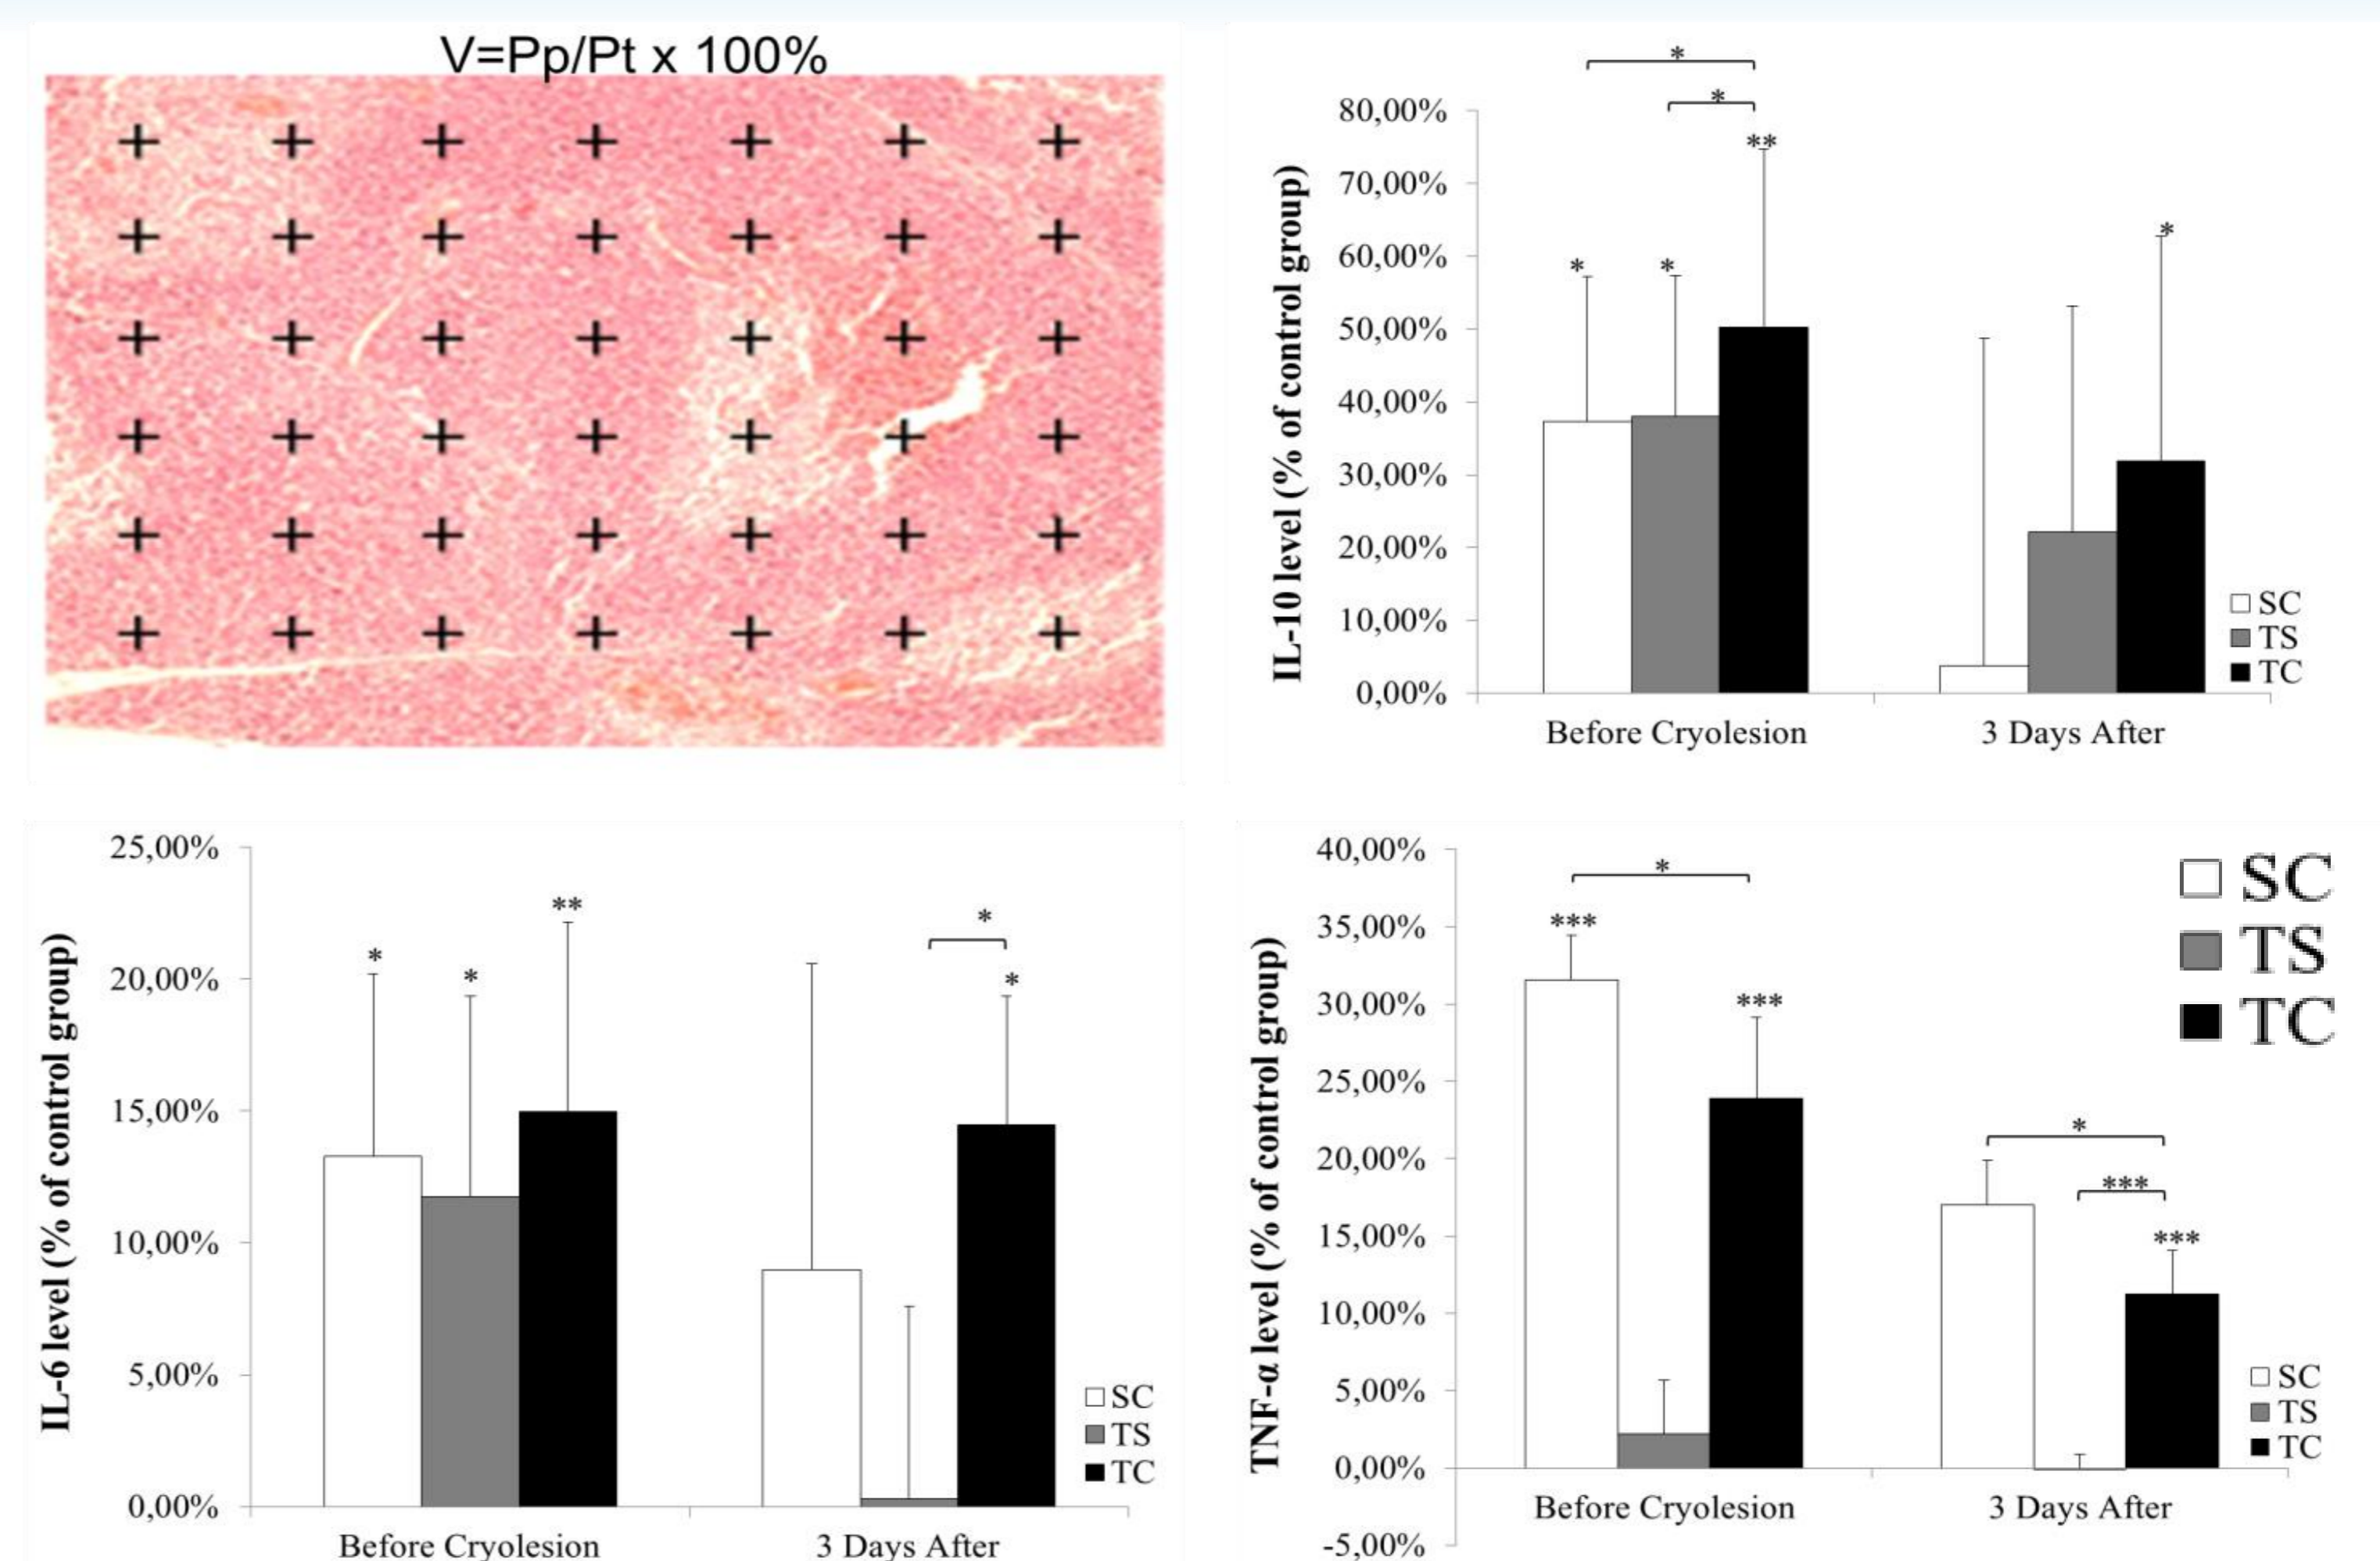 V=Pp/Pt x 100%
IL-10 level (% of control group)
80,00%
70,00%
60,00%
50,00%
40,00%
30,00%
20,00%
10,00%
0,00%
*
*
**
*
*
*
SC
TS
TC
Before Cryolesion
3 Days After
IL-6 level (% of control group)
25,00%
20,00%
15,00%
10,00%
5,00%
0,00%
*
*
**
*
*
SC
TS
TC
Before Cryolesion
3 Days After
TNF-α level (% of control group)
40,00%
35,00%
30,00%
25,00%
20,00%
15,00%
10,00%
5,00%
0,00%
-5,00%
*
***
***
*
***
***
SC
TS
TC
SC
TS
TC
Before Cryolesion
3 Days After